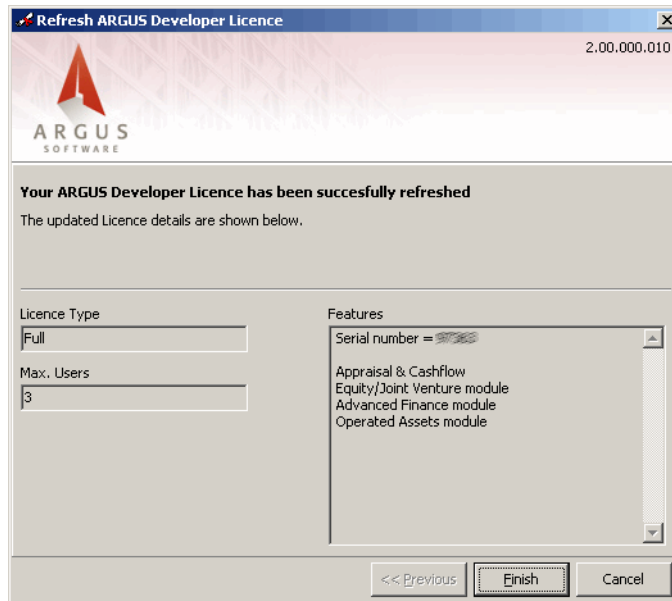 Refresh ARGUS Developer Licence
2.00.000.010
ARGUS
SOFTWARE
Your ARGUS Developer Licence has been succesfully refreshed
The updated Licence details are shown below.
Licence Type
Full
Max. Users
3
Features
Serial number =
Appraisal & Cashflow
Equity/Joint Venture module
Advanced Finance module
Operated Assets module
<< Previous
Finish
Cancel